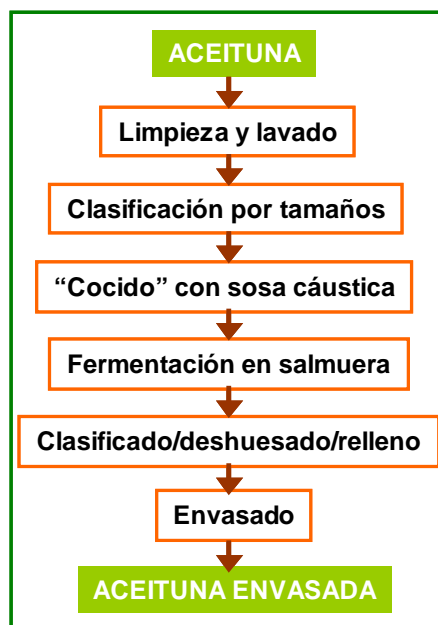 ACEITUNA
Limpieza y lavado
Clasificación por tamaños
“Cocido” con sosa cáustica
Fermentación en salmuera
Clasificado/deshuesado/relleno
Envasado
ACEITUNA ENVASADA